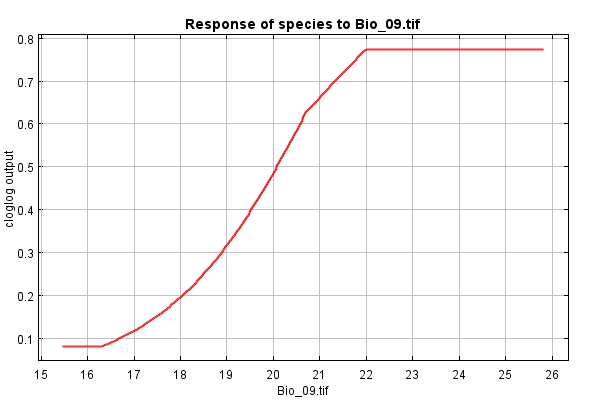 Response of species to Bio_09.tif
cloglog output
0.8
0.7
0.6
0.5
0.4
0.3
0.2
0.1
15 16 17 18 19 20 21 22 23 24 25 26
Bio_09.tif